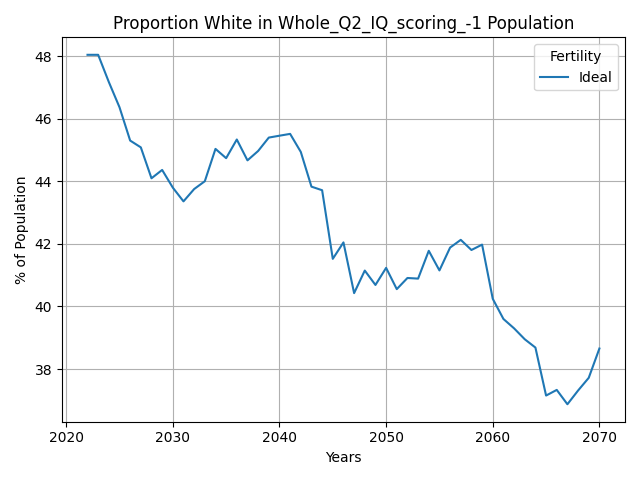 Proportion White in Whole_Q2_IQ_scoring_-1 Population
Fertility
Ideal
% of Population
48
46
44
42
40
38
2020 2030 2040 2050 2060 2070
Years